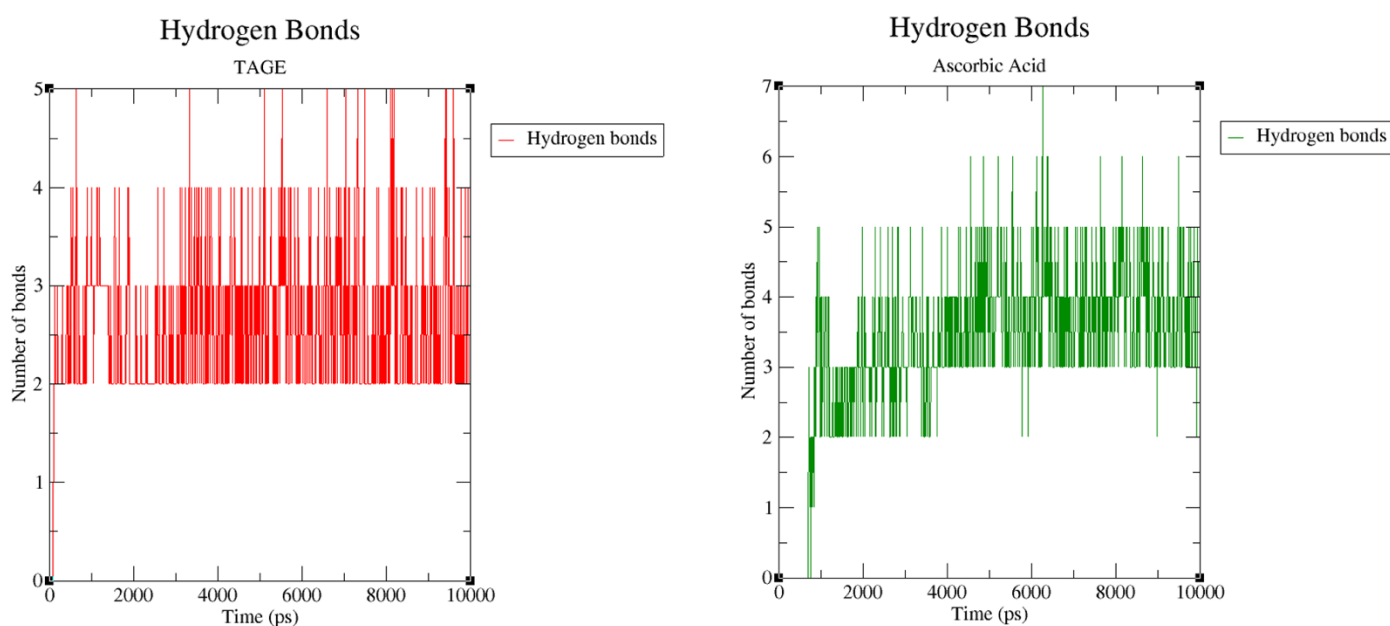 Hydrogen Bonds
TAGE
Hydrogen bonds
Number of bonds
5
4
3
2
1
0
0 2000 4000 6000 8000 10000
Time (ps)
Hydrogen Bonds
Ascorbic Acid
Hydrogen bonds
Number of bonds
7
6
5
4
3
2
1
0
0 2000 4000 6000 8000 10000
Time (ps)